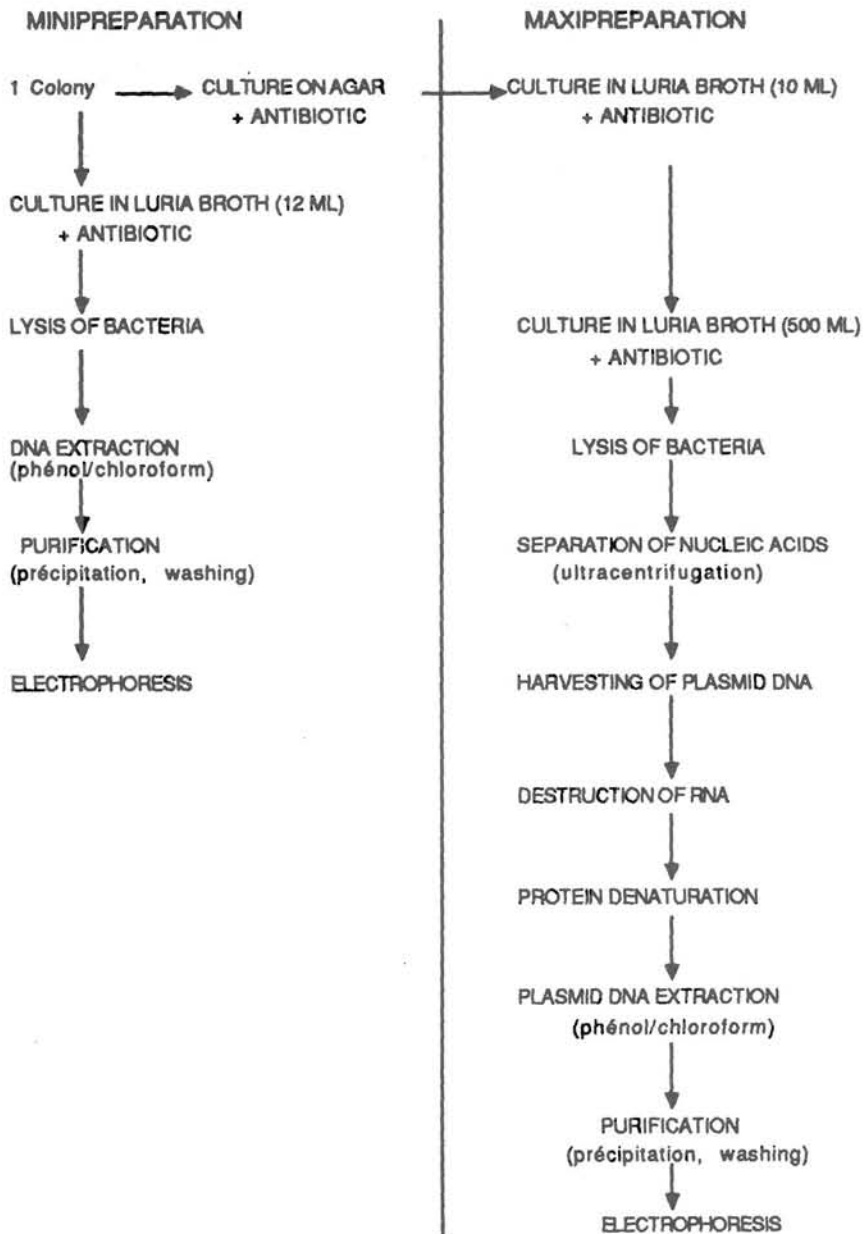 MINIPREPARATION
1 Colony
CULTURE ON AGAR
+ ANTIBIOTIC
CULTURE IN LURIA BROTH (12 ML)
+ ANTIBIOTIC
LYSIS OF BACTERIA
DNA EXTRACTION
(phénol/chloroform)
PURIFICATION
(précipitation, washing)
ELECTROPHORESIS
MAXIPREPARATION
CULTURE IN LURIA BROTH (10 ML)
+ ANTIBIOTIC
CULTURE IN LURIA BROTH (500 ML)
+ ANTIBIOTIC
LYSIS OF BACTERIA
SEPARATION OF NUCLEIC ACIDS
(ultracentrifugation)
HARVESTING OF PLASMID DNA
DESTRUCTION OF RNA
PROTEIN DENATURATION
PLASMID DNA EXTRACTION
(phénol/chloroform)
PURIFICATION
(précipitation, washing)
ELECTROPHORESIS